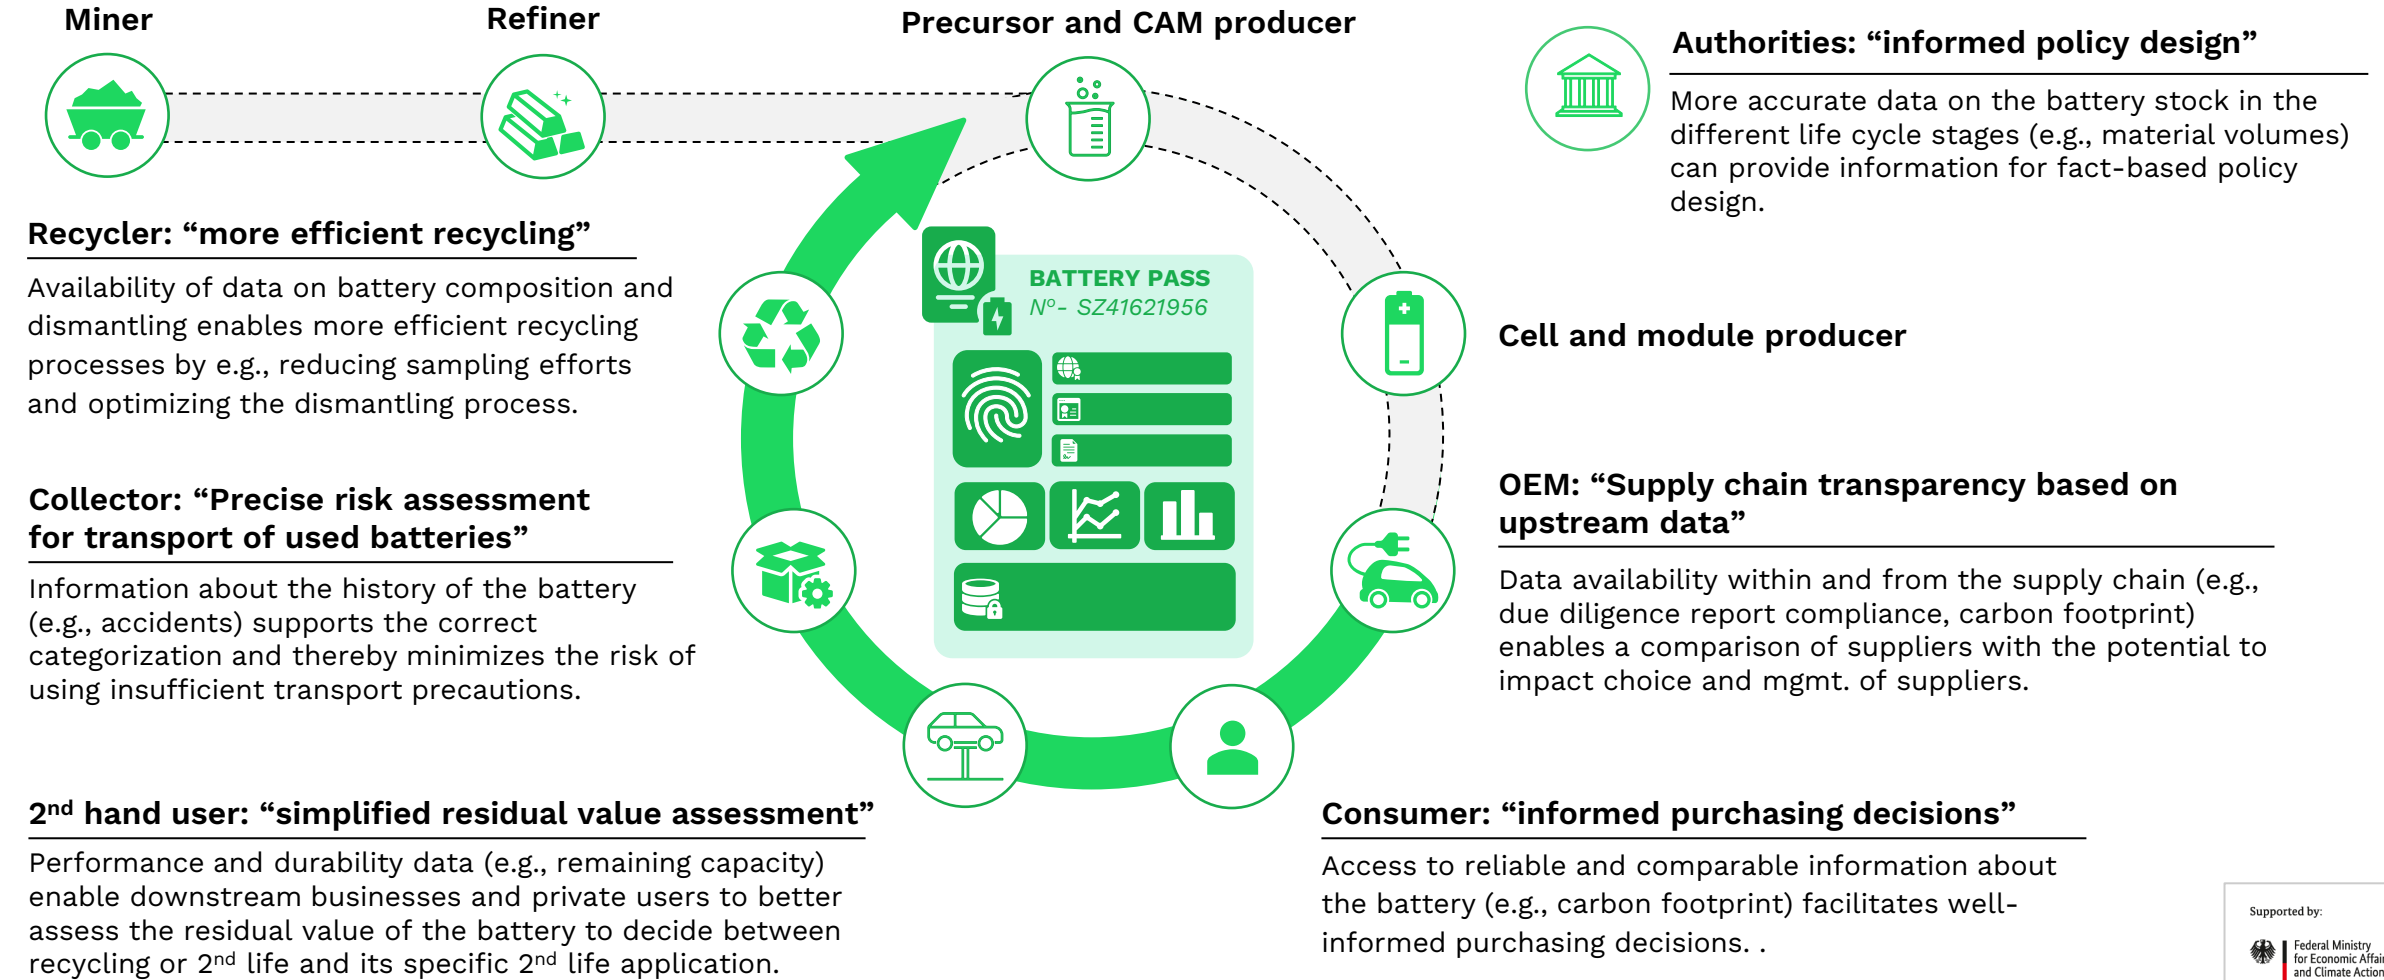 Miner
Refiner
Precursor and CAM producer
Authorities: “informed policy design”
More accurate data on the battery stock in the
different life cycle stages (e.g., material volumes)
can provide information for fact-based policy
design.
Recycler: “more efficient recycling”
Availability of data on battery composition and
dismantling enables more efficient recycling
processes by e.g., reducing sampling efforts
and optimizing the dismantling process.
BATTERY PASS
Nº- SZ41621956
Cell and module producer
Collector: “Precise risk assessment
for transport of used batteries”
Information about the history of the battery
(e.g., accidents) supports the correct
categorization and thereby minimizes the risk of
using insufficient transport precautions.
OEM: “Supply chain transparency based on
upstream data”
Data availability within and from the supply chain (e.g.,
due diligence report compliance, carbon footprint)
enables a comparison of suppliers with the potential to
impact choice and mgmt. of suppliers.
2nd hand user: “simplified residual value assessment”
Performance and durability data (e.g., remaining capacity)
enable downstream businesses and private users to better
assess the residual value of the battery to decide between
recycling or 2nd life and its specific 2nd life application.
Consumer: “informed purchasing decisions”
Access to reliable and comparable information about
the battery (e.g., carbon footprint) facilitates well-
informed purchasing decisions. .
Supported by:
Federal Ministry
for Economic Affair
and Climate Action